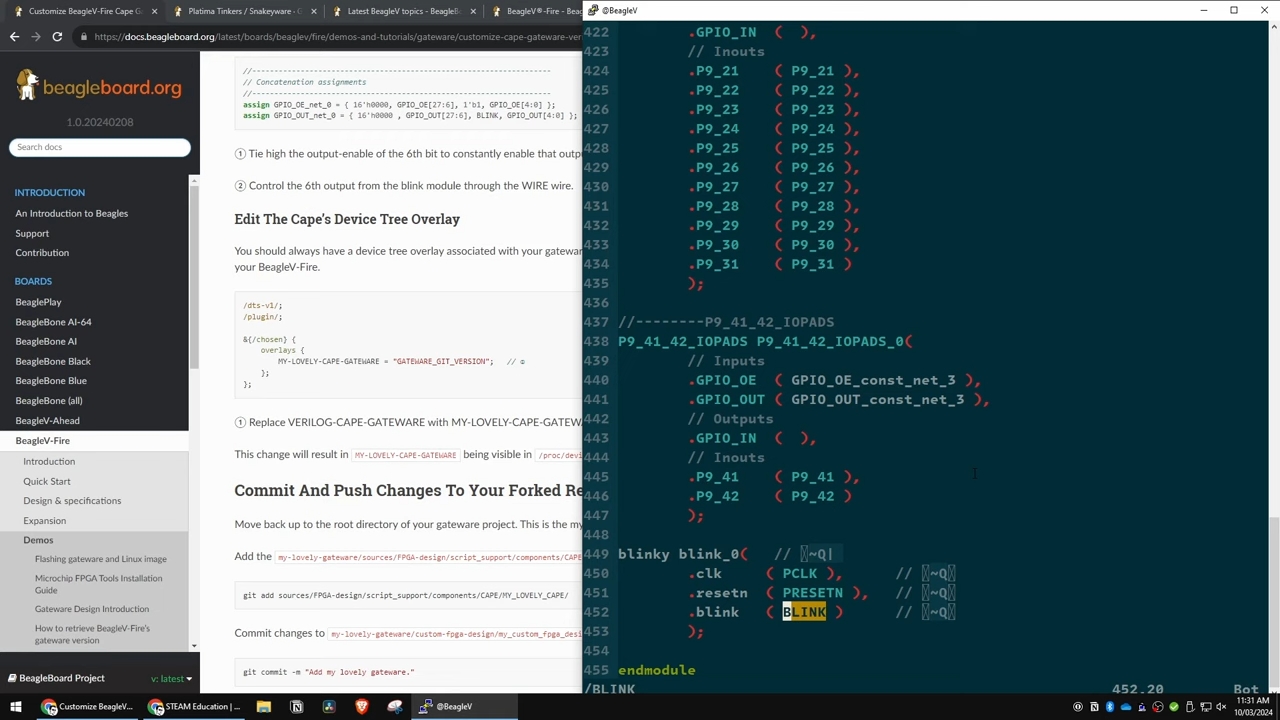 Customize BeagleV-Fire Cape Ga
Platina Tinkers / Snakeyware - C
Latest BeagleV topics - BeagleB
BeagleV®-Fire
@BeagleV
docs.beagleboard.org/latest/boards/beaglev/fire/demos-and-tutorials/gateware/customize-cape-gateware-ver
beagleboard.org
1.0.20240208
Search docs
INTRODUCTION
Introduction to Beagles
Support
Contribution
BOARDS
BeaglePlay
BeagleBone AI-64
BeagleBone AI
BeagleBone Black
BeagleBone Blue
BeagleBone (all)
BeagleV-Ahead
BeagleV-Fire
Introduction
Quick Start
Design & specifications
Expansion
Demos
Flashing gateware and Linux image
Microchip FPGA Tools Installation
Guide
Gateware Design Introduction
How to retrieve BeagleV-Fire's
gateware version
BeagleBoard Project
v: latest
//--------------------------------------------------------------------
// Concatenation assignments
//--------------------------------------------------------------------
assign GPIO_OE_net_0 = { 16'h0000, GPIO_OE[27:6], 1'b1, GPIO_OE[4:0] };
assign GPIO_OUT_net_0 = { 16'h0000 , GPIO_OUT[27:6], BLINK, GPIO_OUT[4:0] };
① Tie high the output-enable of the 6th bit to constantly enable that outp
② Control the 6th output from the blink module through the WIRE wire.
Edit The Cape's Device Tree Overlay
You should always have a device tree overlay associated with your gatewar
your BeagleV-Fire.
/dts-v1/;
/plugin/;
&{/chosen} {
overlays {
MY-LOVELY-CAPE-GATEWARE = "GATEWARE_GIT_VERSION"; // ①
};
};
① Replace VERILOG-CAPE-GATEWARE with MY-LOVELY-CAPE-GATEWA
This change will result in MY-LOVELY-CAPE-GATEWARE being visible in /proc/devi
Commit And Push Changes To Your Forked Re
Move back up to the root directory of your gateware project. This is the my
Add the my-lovely-gateware/sources/FPGA-design/script_support/components/CAPE
git add sources/FPGA-design/script_support/components/CAPE/MY_LOVELY_CAPE/
Commit changes to my-lovely-gateware/custom-fpga-design/my_custom_fpga_desi
git commit -m "Add my lovely gateware."
422 .GPIO_IN ( ),
423 // Inouts
424 .P9_21 ( P9_21 ),
425 .P9_22 ( P9_22 ),
426 .P9_23 ( P9_23 ),
427 .P9_24 ( P9_24 ),
428 .P9_25 ( P9_25 ),
429 .P9_26 ( P9_26 ),
430 .P9_27 ( P9_27 ),
431 .P9_28 ( P9_28 ),
432 .P9_29 ( P9_29 ),
433 .P9_30 ( P9_30 ),
434 .P9_31 ( P9_31 )
435 );
436
437 //--------P9_41_42_IOPADS
438 P9_41_42_IOPADS P9_41_42_IOPADS_0(
439 // Inputs
440 .GPIO_OE ( GPIO_OE_const_net_3 ),
441 .GPIO_OUT ( GPIO_OUT_const_net_3 ),
442 // Outputs
443 .GPIO_IN ( ),
444 // Inouts
445 .P9_41 ( P9_41 ),
446 .P9_42 ( P9_42 )
447 );
448
449 blinky blink_0( // ~Q|
450 .clk ( PCLK ), // ~Q
451 .resetn ( PRESETN ), // ~Q
452 .blink ( BLINK ) // ~Q
453 );
454
455 endmodule
/BLINK 452,20 Bot
Customize BeagleV...
STEAM Education | ...
@BeagleV
11:31 AM
10/03/2024